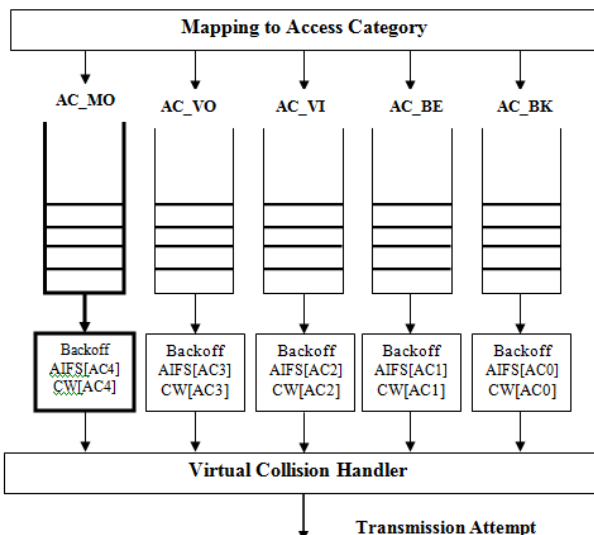 Mapping to Access Category
AC_MO
AC_VO
AC_VI
AC_BE
AC_BK
Backoff
AIFS[AC4]
CW[AC4]
Backoff
AIFS[AC3]
CW[AC3]
Backoff
AIFS[AC2]
CW[AC2]
Backoff
AIFS[AC1]
CW[AC1]
Backoff
AIFS[AC0]
CW[AC0]
Virtual Collision Handler
Transmission Attempt